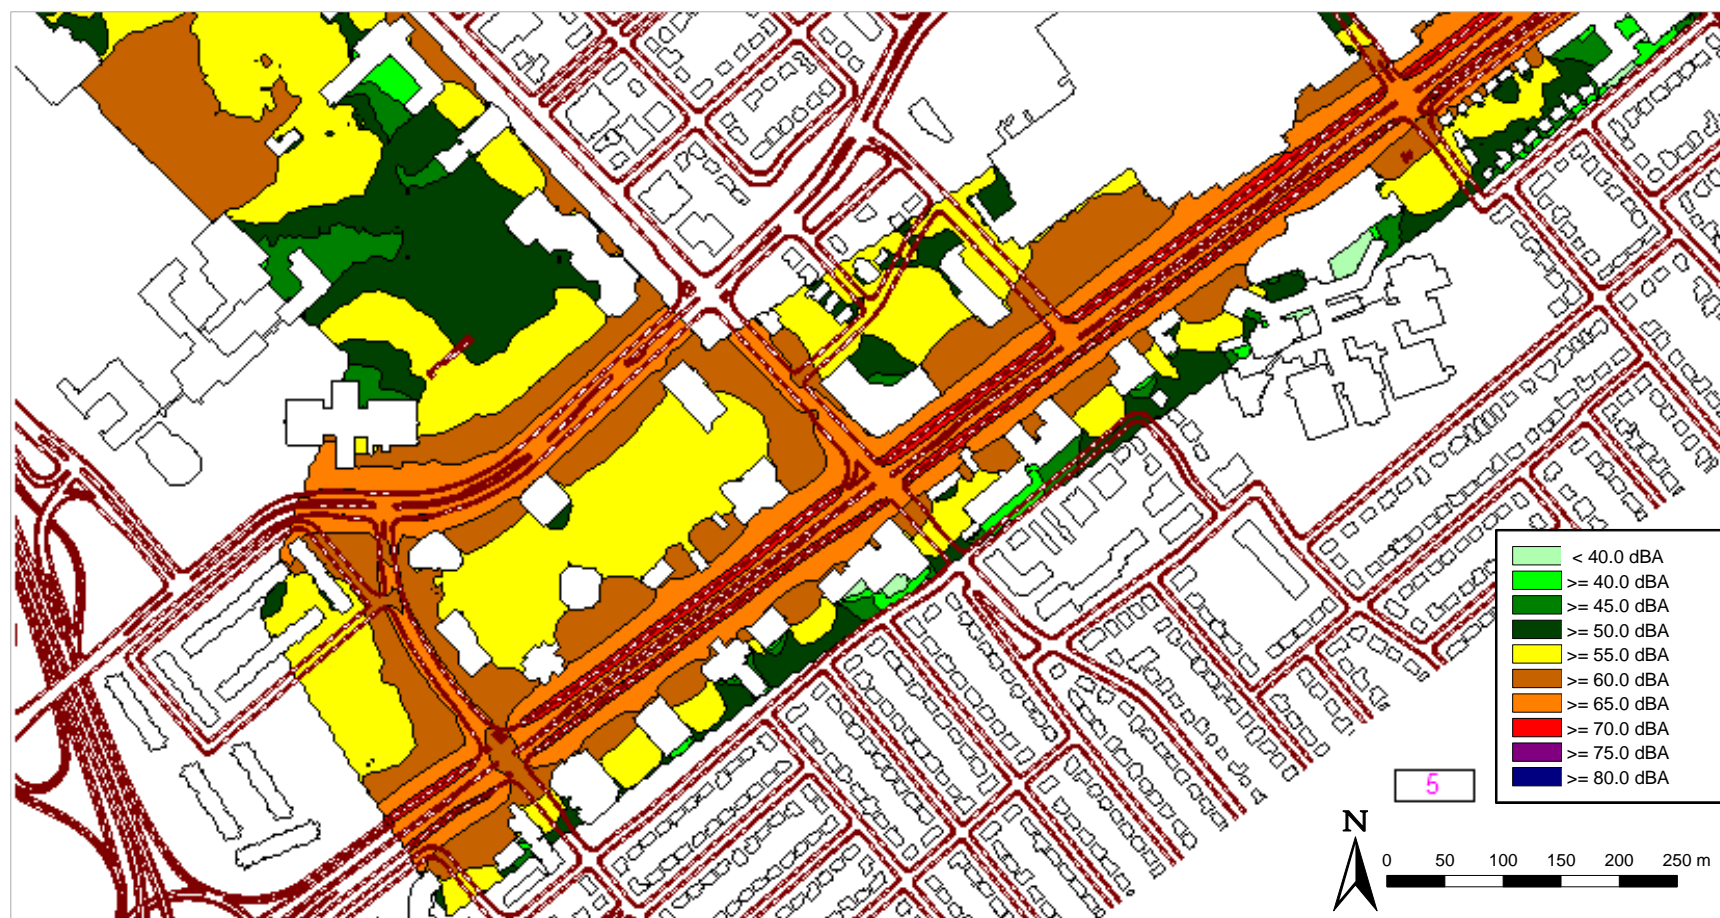 < 40.0 dBA
>= 40.0 dBA
>= 45.0 dBA
>= 50.0 dBA
>= 55.0 dBA
>= 60.0 dBA
>= 65.0 dBA
>= 70.0 dBA
>= 75.0 dBA
>= 80.0 dBA
5
N
0 50 100 150 200 250 m